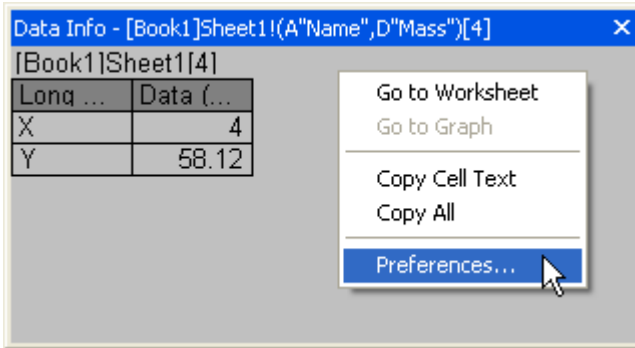 Data Info - [Book1]Sheet1!(A"Name",D"Mass")[4]
[Book1]Sheet1[4]
Long ... Data (...
X 4
Y 58.12
Go to Worksheet
Go to Graph
Copy Cell Text
Copy All
Preferences...